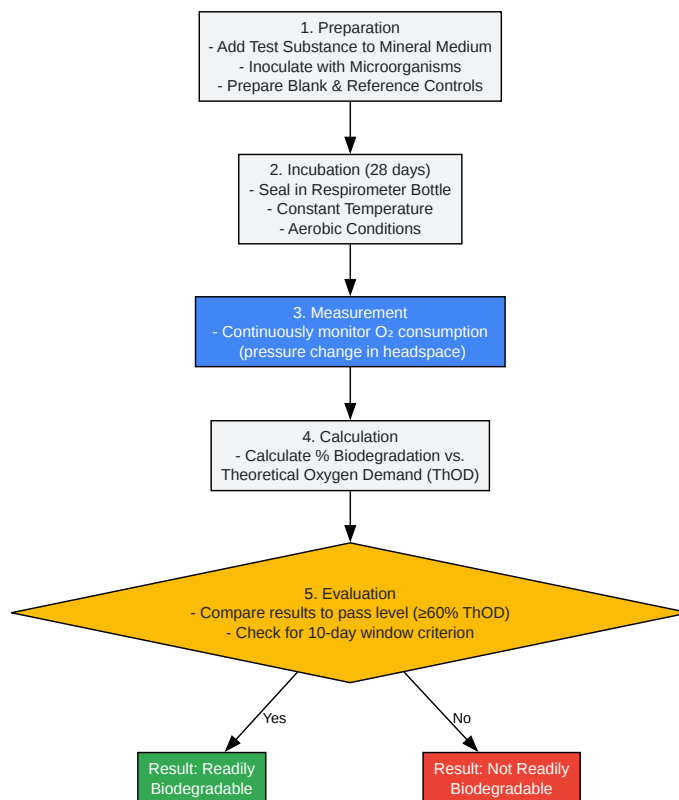 1. Preparation
- Add Test Substance to Mineral Medium
- Inoculate with Microorganisms
- Prepare Blank & Reference Controls
2. Incubation (28 days)
- Seal in Respirometer Bottle
- Constant Temperature
- Aerobic Conditions
3. Measurement
- Continuously monitor O₂ consumption
(pressure change in headspace)
4. Calculation
- Calculate % Biodegradation vs.
Theoretical Oxygen Demand (ThOD)
5. Evaluation
- Compare results to pass level (≥60% ThOD)
- Check for 10-day window criterion
Yes
No
Result: Readily
Biodegradable
Result: Not Readily
Biodegradable